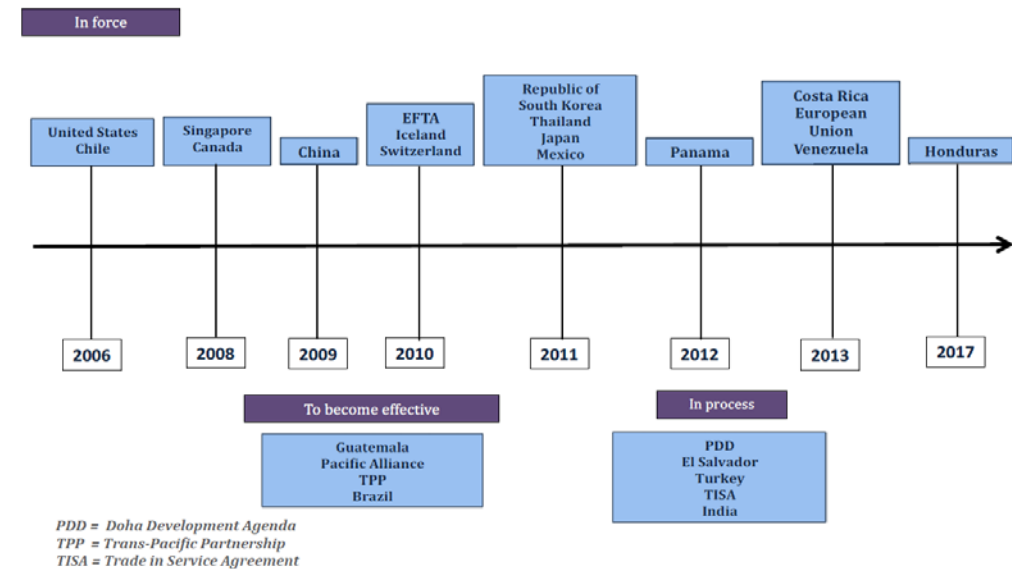 In force
United States
Chile
Singapore
Canada
China
EFTA
Iceland
Switzerland
Republic of
South Korea
Thailand
Japan
Mexico
Panama
Costa Rica
European
Union
Venezuela
Honduras
2006
2008
2009
2010
2011
2012
2013
2017
To become effective
Guatemala
Pacific Alliance
TPP
Brazil
In process
PDD
El Salvador
Turkey
TISA
India
PDD = Doha Development Agenda
TPP = Trans-Pacific Partnership
TISA = Trade in Service Agreement